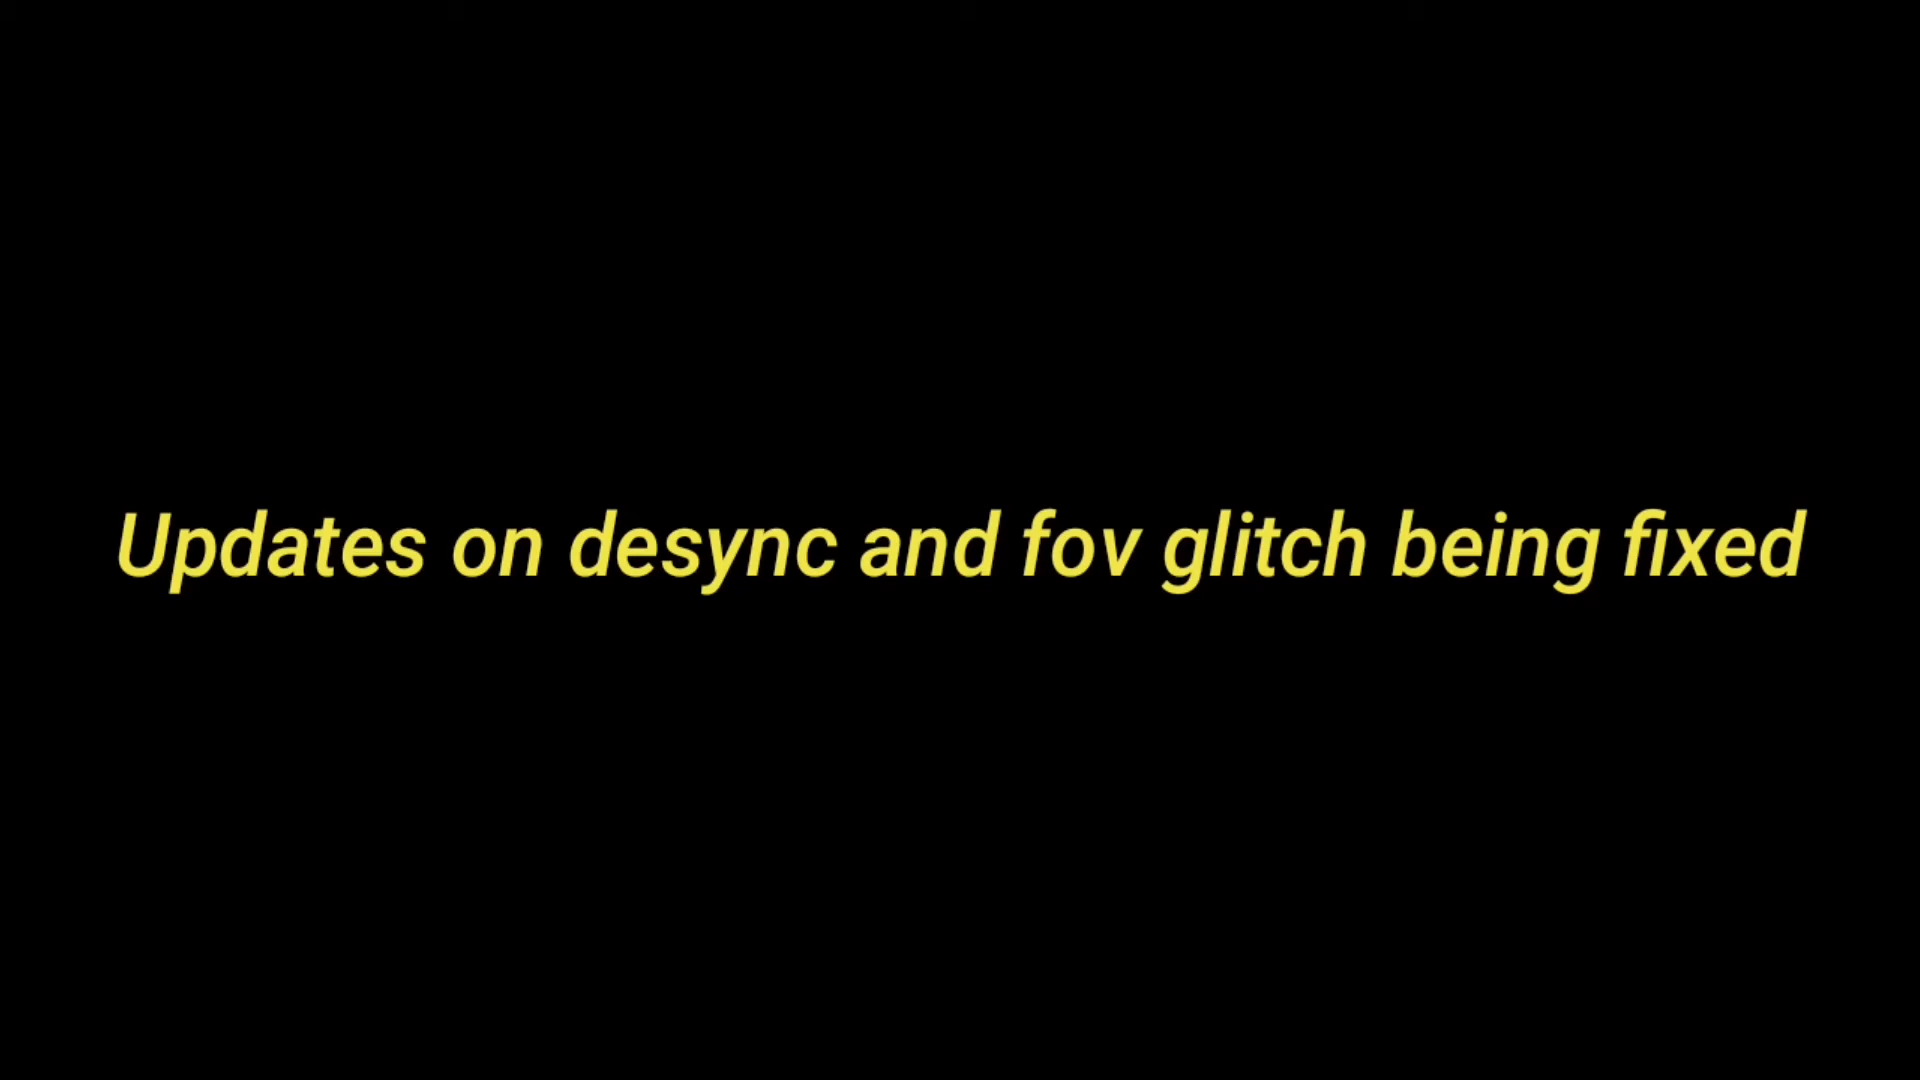 Updates on desync and fov glitch being fixed